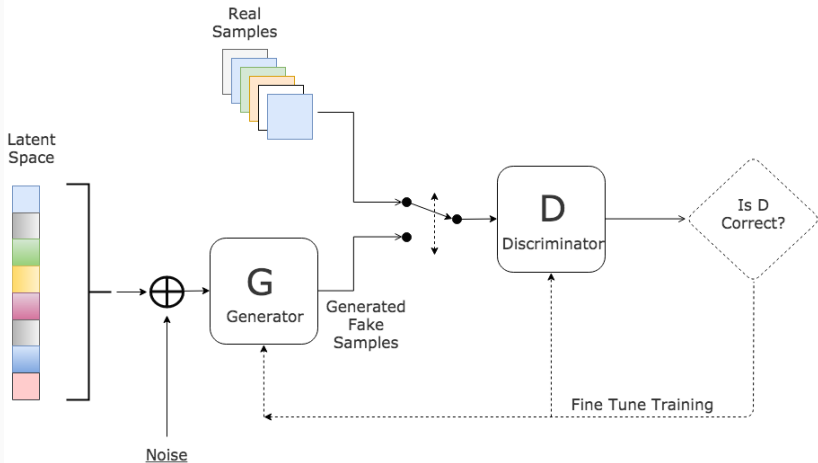 Real
Samples
Latent
Space
G
Generator
Generated
Fake
Samples
D
Discriminator
Is D
Correct?
Fine Tune Training
Noise